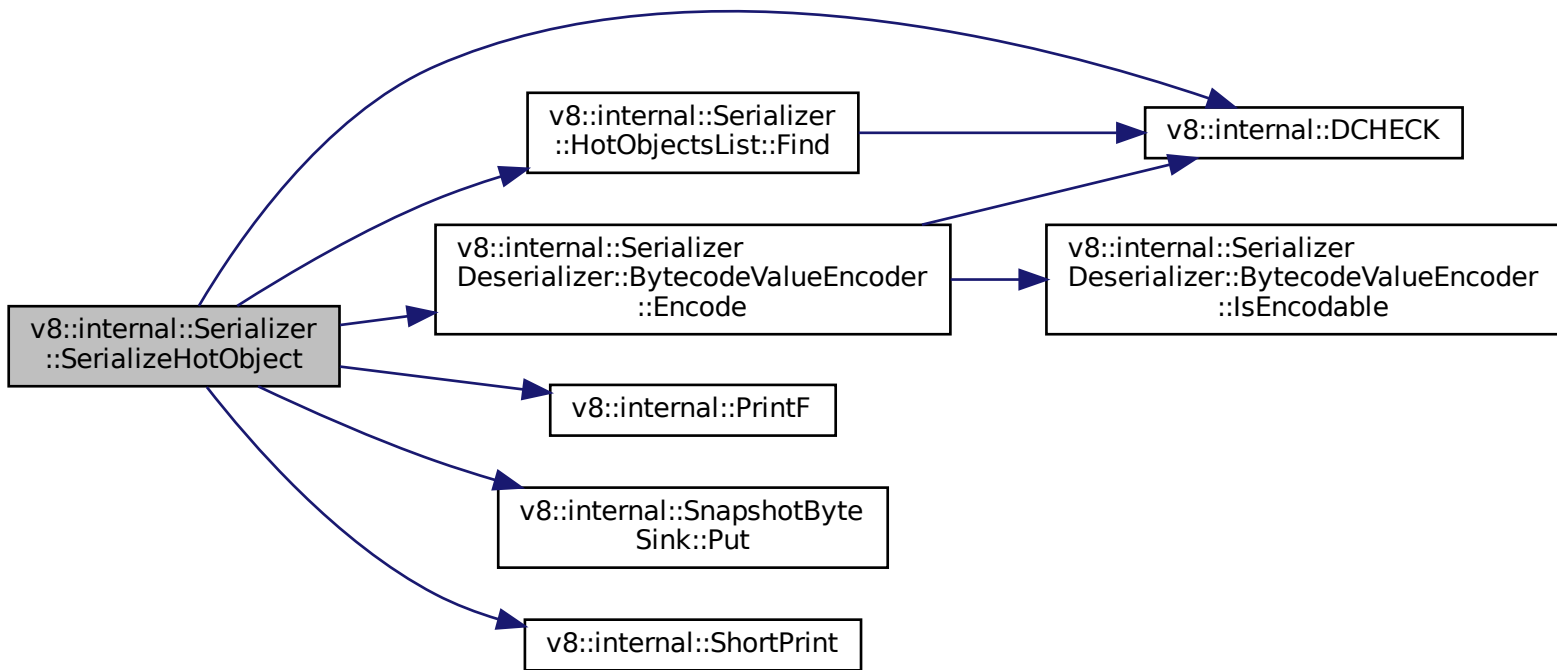 v8::internal::Serializer
::SerializeHotObject
v8::internal::Serializer
::HotObjectsList::Find
v8::internal::DCHECK
v8::internal::Serializer
Deserializer::BytecodeValueEncoder
::Encode
v8::internal::Serializer
Deserializer::BytecodeValueEncoder
::IsEncodable
v8::internal::PrintF
v8::internal::SnapshotByte
Sink::Put
v8::internal::ShortPrint